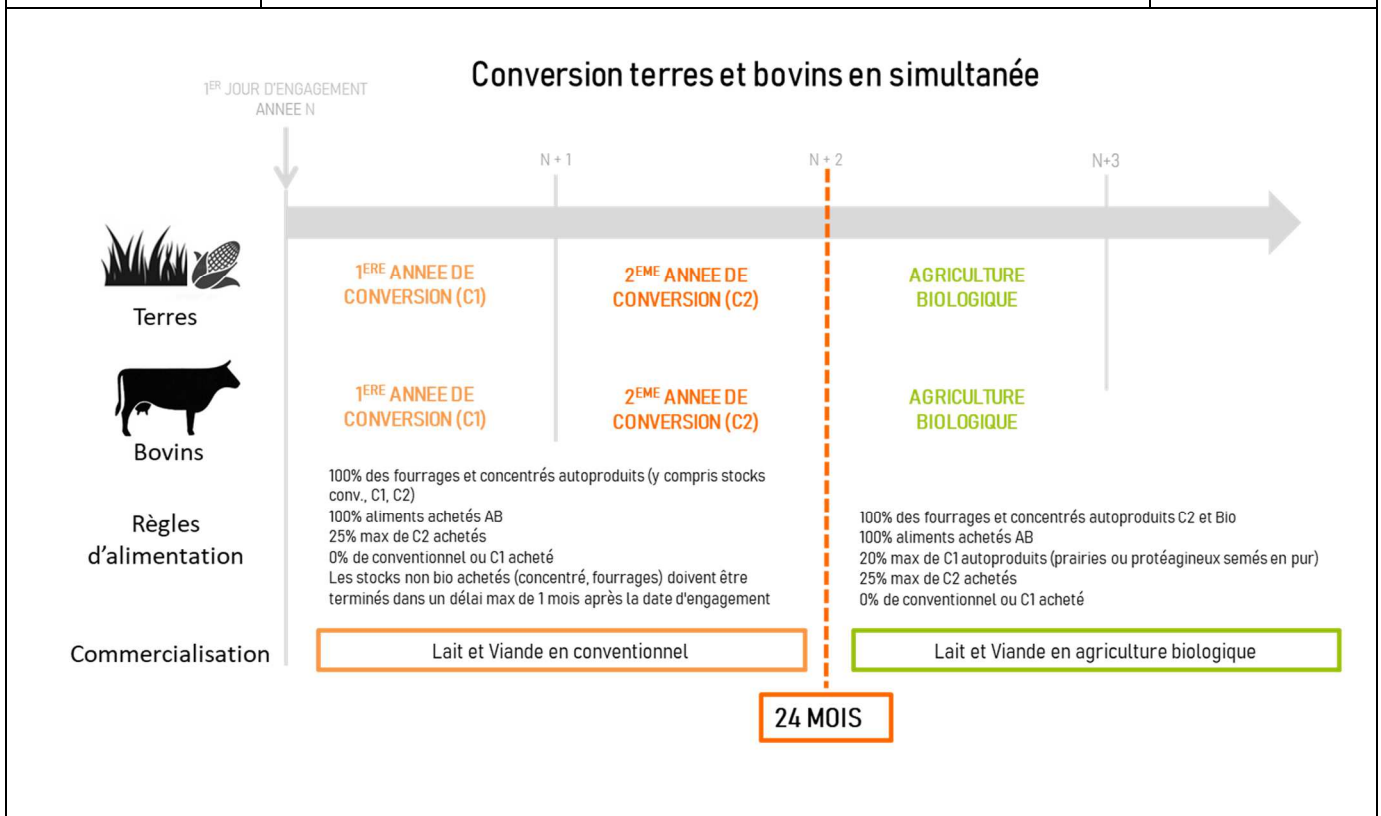 Conversion terres et bovins en simultanée
1ER JOUR D'ENGAGEMENT
ANNEE N
N + 1
N + 2
N+3
Terres
1ERE ANNEE DE
CONVERSION (C1)
2EME ANNEE DE
CONVERSION (C2)
AGRICULTURE
BIOLOGIQUE
Bovins
1ERE ANNEE DE
CONVERSION (C1)
2EME ANNEE DE
CONVERSION (C2)
AGRICULTURE
BIOLOGIQUE
Règles
d'alimentation
100% des fourrages et concentrés autoproduits (y compris stocks
conv., C1, C2)
100% aliments achetés AB
25% max de C2 achetés
0% de conventionnel ou C1 acheté
Les stocks non bio achetés (concentré, fourrages) doivent être
terminés dans un délai max de 1 mois après la date d'engagement
100% des fourrages et concentrés autoproduits C2 et Bio
100% aliments achetés AB
20% max de C1 autoproduits (prairies ou protéagineux semés en pur)
25% max de C2 achetés
0% de conventionnel ou C1 acheté
Commercialisation
Lait et Viande en conventionnel
Lait et Viande en agriculture biologique
24 MOIS